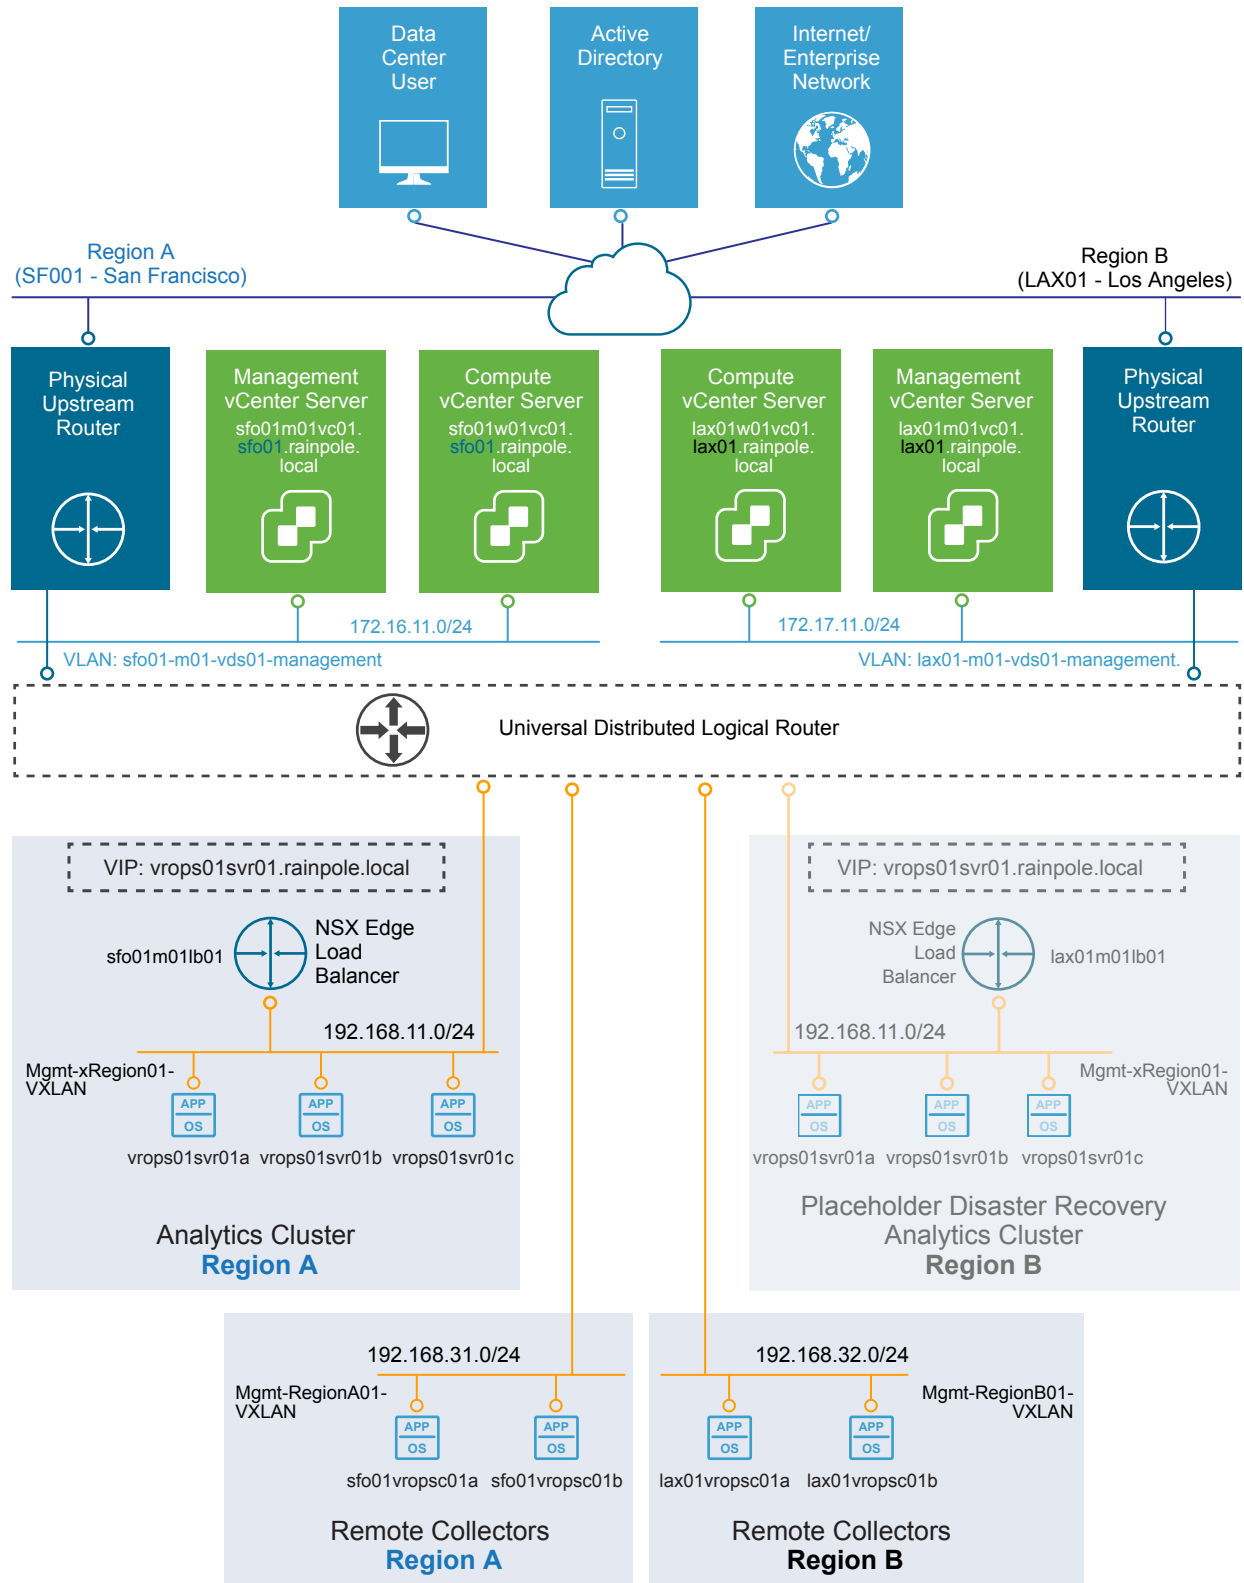 Data
Center
User
Active
Directory
Internet/
Enterprise
Network
Region A
(SF001 - San Francisco)
Region B
(LAX01 - Los Angeles)
Physical
Upstream
Router
Management
vCenter Server
sfo01m01vc01.
sfo01.rainpole.
local
Compute
vCenter Server
sfo01w01vc01.
sfo01.rainpole.
local
Compute
vCenter Server
lax01w01vc01.
lax01.rainpole.
local
Management
vCenter Server
lax01m01vc01.
lax01.rainpole.
local
Physical
Upstream
Router
172.16.11.0/24
VLAN: sfo01-m01-vds01-management
172.17.11.0/24
VLAN: lax01-m01-vds01-management.
Universal Distributed Logical Router
VIP: vrops01svr01.rainpole.local
sfo01m01lb01
NSX Edge
Load
Balancer
192.168.11.0/24
Mgmt-xRegion01-
VXLAN
APP
OS
APP
OS
APP
OS
vrops01svr01a
vrops01svr01b
vrops01svr01c
Analytics Cluster
Region A
VIP: vrops01svr01.rainpole.local
NSX Edge
Load
Balancer
lax01m01lb01
192.168.11.0/24
Mgmt-xRegion01-
VXLAN
APP
OS
APP
OS
APP
OS
vrops01svr01a
vrops01svr01b
vrops01svr01c
Placeholder Disaster Recovery
Analytics Cluster
Region B
192.168.31.0/24
Mgmt-RegionA01-
VXLAN
APP
OS
APP
OS
sfo01vropsc01a
sfo01vropsc01b
Remote Collectors
Region A
192.168.32.0/24
Mgmt-RegionB01-
VXLAN
APP
OS
APP
OS
lax01vropsc01a
lax01vropsc01b
Remote Collectors
Region B